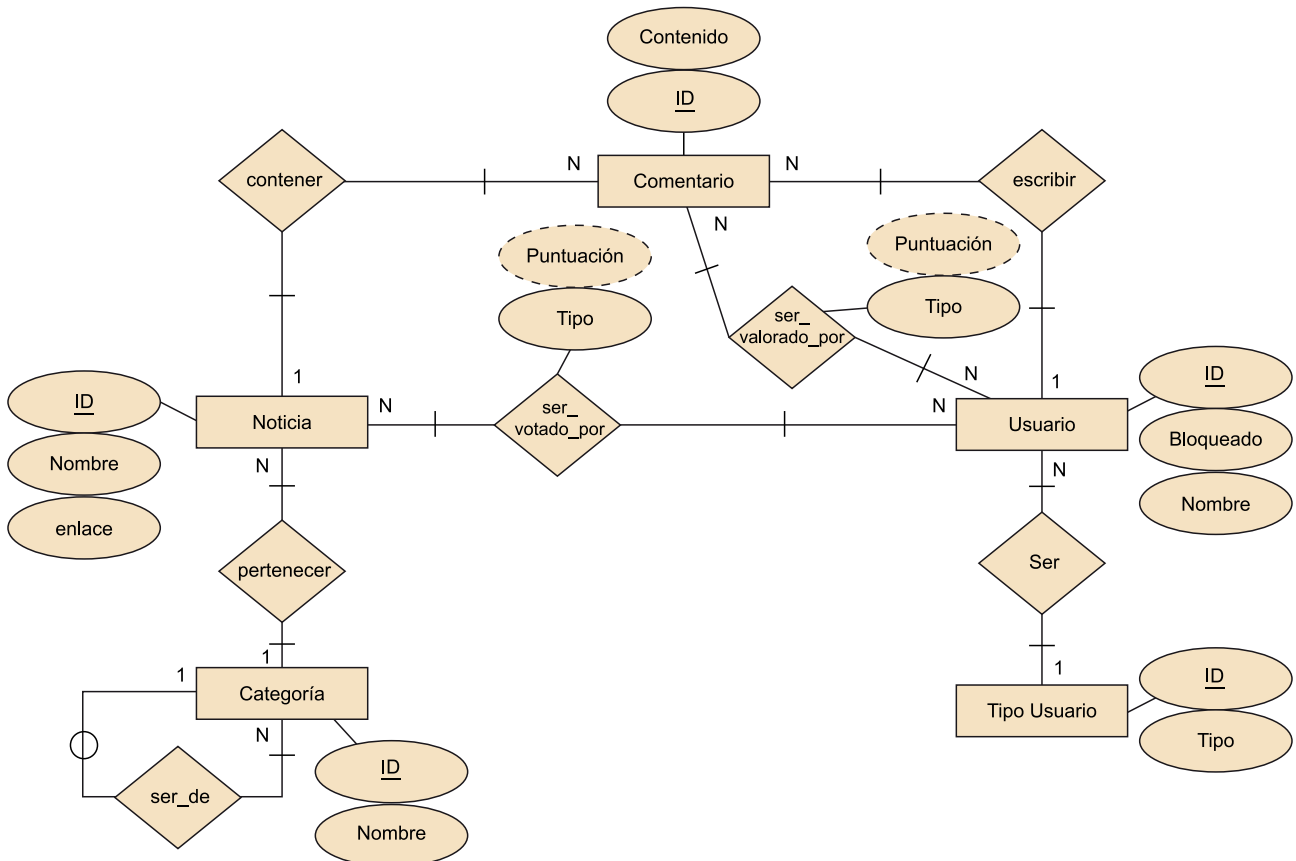 Contenido
ID
contener
N
Comentario
N
escribir
N
Puntuación
Tipo
Puntuación
Tipo
ser_
valorado_por
N
1
1
ID
Nombre
enlace
Noticia
N
ser_
votado_por
N
Usuario
ID
Bloqueado
Nombre
N
N
pertenecer
Ser
1
1
1
Categoría
N
ser_de
ID
Nombre
Tipo Usuario
ID
Tipo